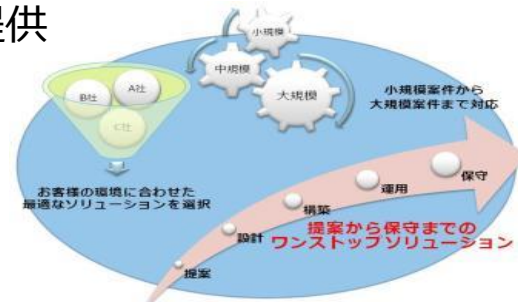 提供
小規模
中規模
大規模
A社
B社
C社
小規模案件から
大規模案件まで対応
お客様の環境に合わせた
最適なソリューションを選択
保守
運用
構築
設計
提案
提案から保守までの
ワンストップソリューション